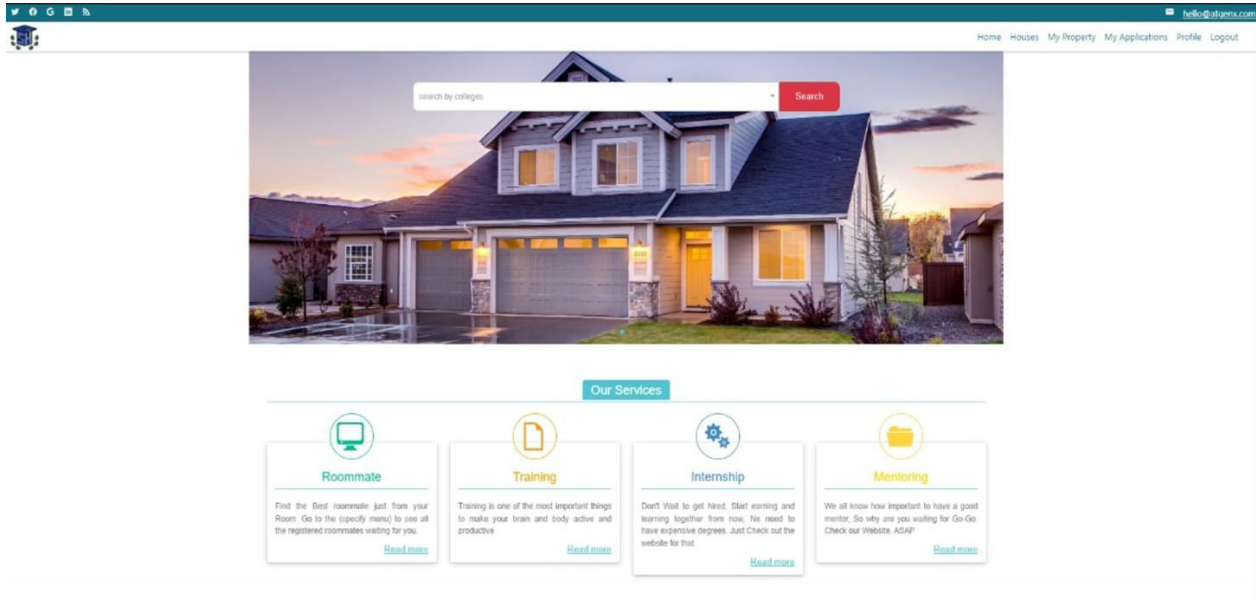 hello@atgenx.com
SH
Home Houses My Property My Applications Profile Logout
search by colleges
Search
Our Services
Roommate
Find the Best roommate just from your
Room. Go to the (specify menu) to see all
the registered roommates waiting for you.
Read more
Training
Training is one of the most important things
to make your brain and body active and
productive
Read more
Internship
Don't Wait to get hired, Start earning and
learning together from now, No need to
have expensive degrees. Just Check out the
website for that.
Read more
Mentoring
We all know how important to have a good
mentor, So why are you waiting for Go-Go.
Check our Website. ASAP
Read more